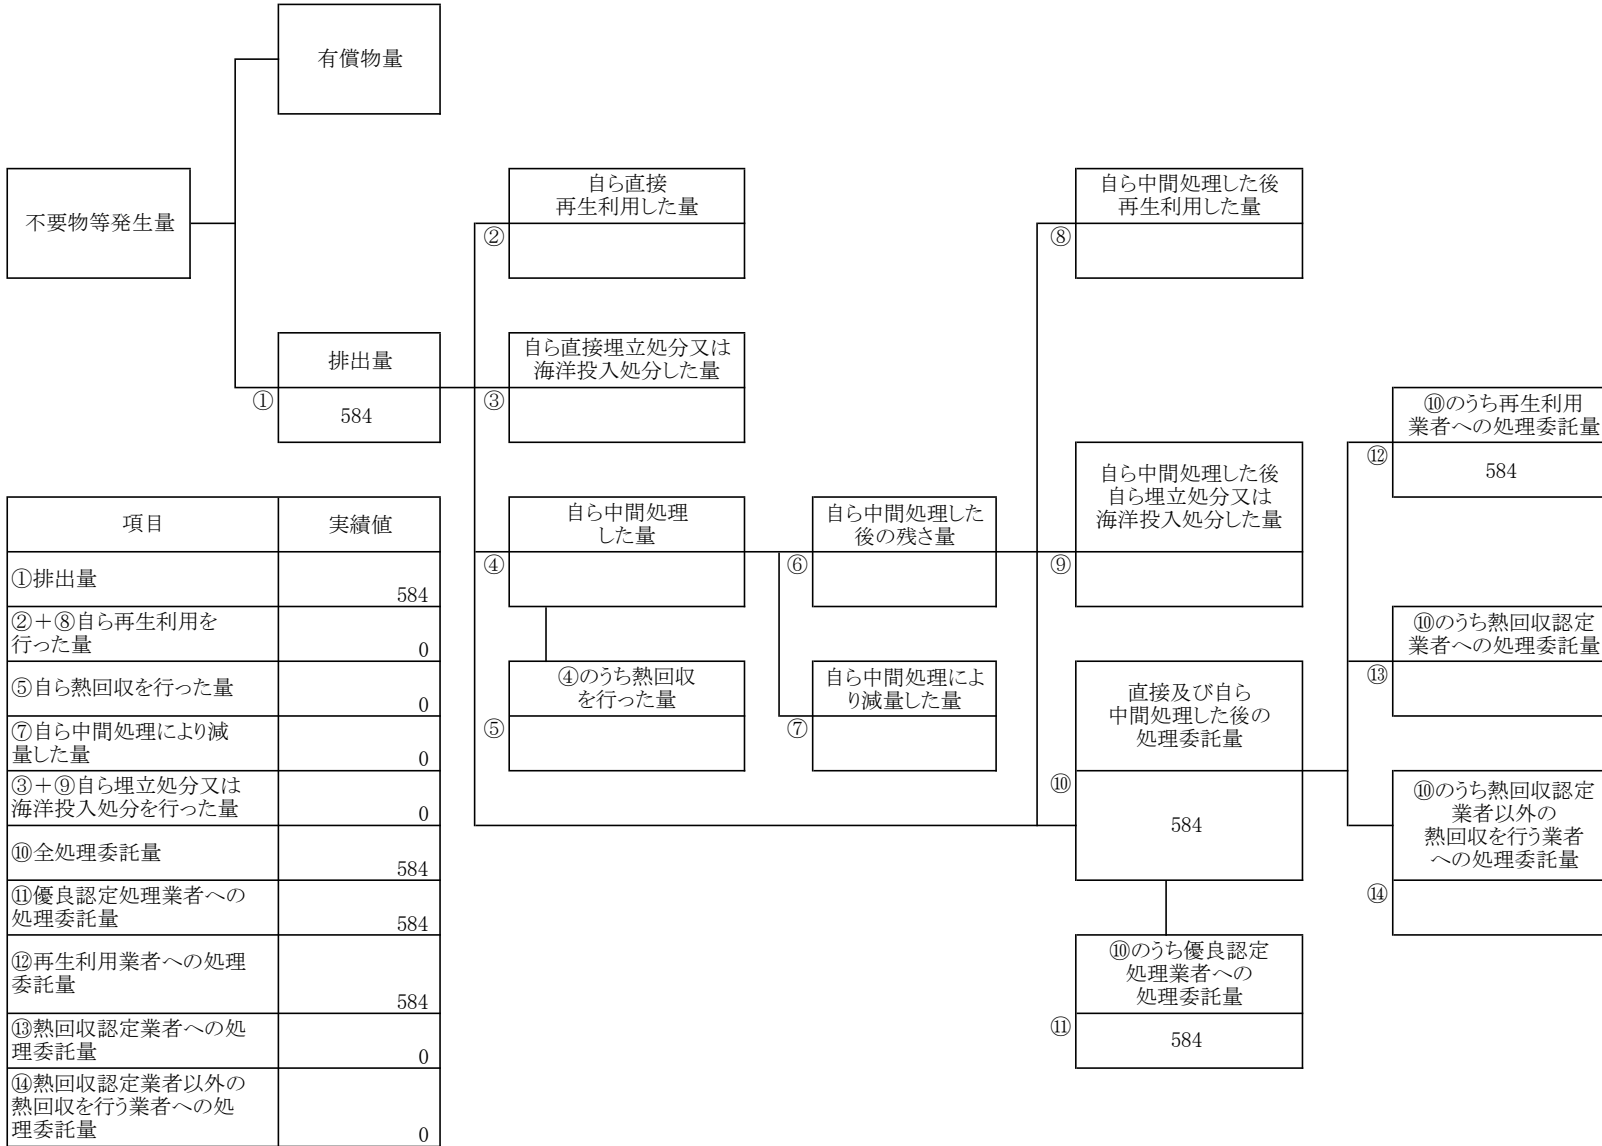 有償物量
不要物等発生量
自ら直接
再生利用した量
②
自ら中間処理した後
再生利用した量
⑧
排出量
①
584
自ら直接埋立処分又は
海洋投入処分した量
③
⑩のうち再生利用
業者への処理委託量
⑫
584
自ら中間処理
した量
④
自ら中間処理した
後の残さ量
⑥
自ら中間処理した後
自ら埋立処分又は
海洋投入処分した量
⑨
④のうち熱回収
を行った量
⑤
自ら中間処理によ
り減量した量
⑦
直接及び自ら
中間処理した後の
処理委託量
⑩
584
⑩のうち熱回収認定
業者への処理委託量
⑬
⑩のうち熱回収認定
業者以外の
熱回収を行う業者
への処理委託量
⑭
⑩のうち優良認定
処理業者への
処理委託量
⑪
584
項目 実績値
①排出量
584
②+⑧自ら再生利用を
行った量
0
⑤自ら熱回収を行った量
0
⑦自ら中間処理により減
量した量
0
③+⑨自ら埋立処分又は
海洋投入処分を行った量
0
⑩全処理委託量
584
⑪優良認定処理業者への
処理委託量
584
⑫再生利用業者への処理
委託量
584
⑬熱回収認定業者への処
理委託量
0
⑭熱回収認定業者以外の
熱回収を行う業者への処
理委託量
0